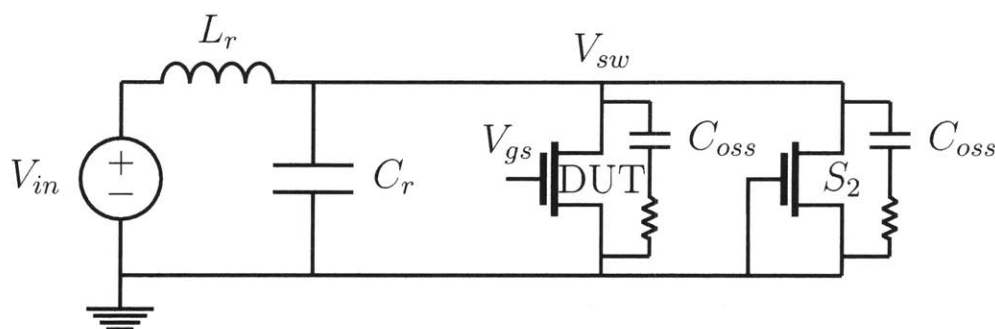 L_r
V_sw
V_in
+
−
C_r
V_gs
DUT
C_oss
S_2
C_oss